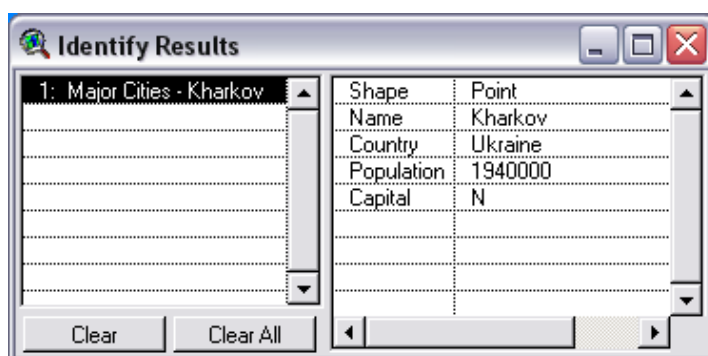 Identify Results
1: Major Cities - Kharkov
Shape Point
Name Kharkov
Country Ukraine
Population 1940000
Capital N
Clear Clear All